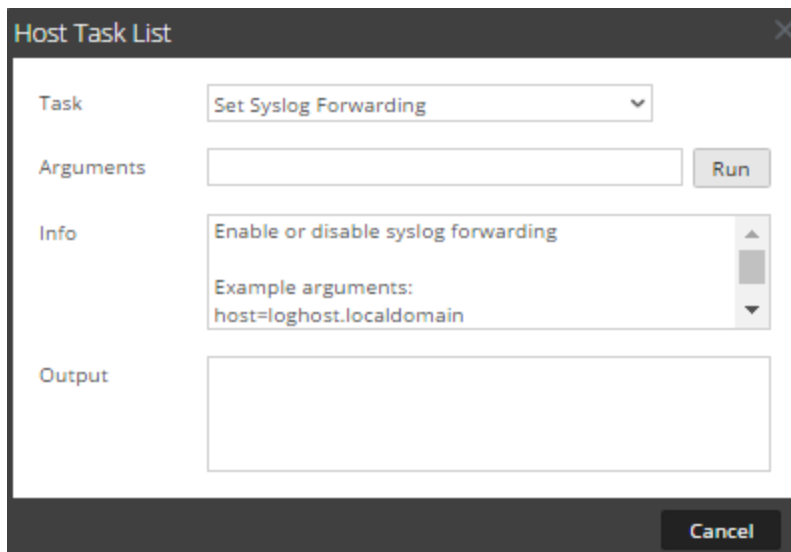 Host Task List
Task
Set Syslog Forwarding
Arguments
Run
Info
Enable or disable syslog forwarding
Example arguments:
host=loghost.localdomain
Output
Cancel